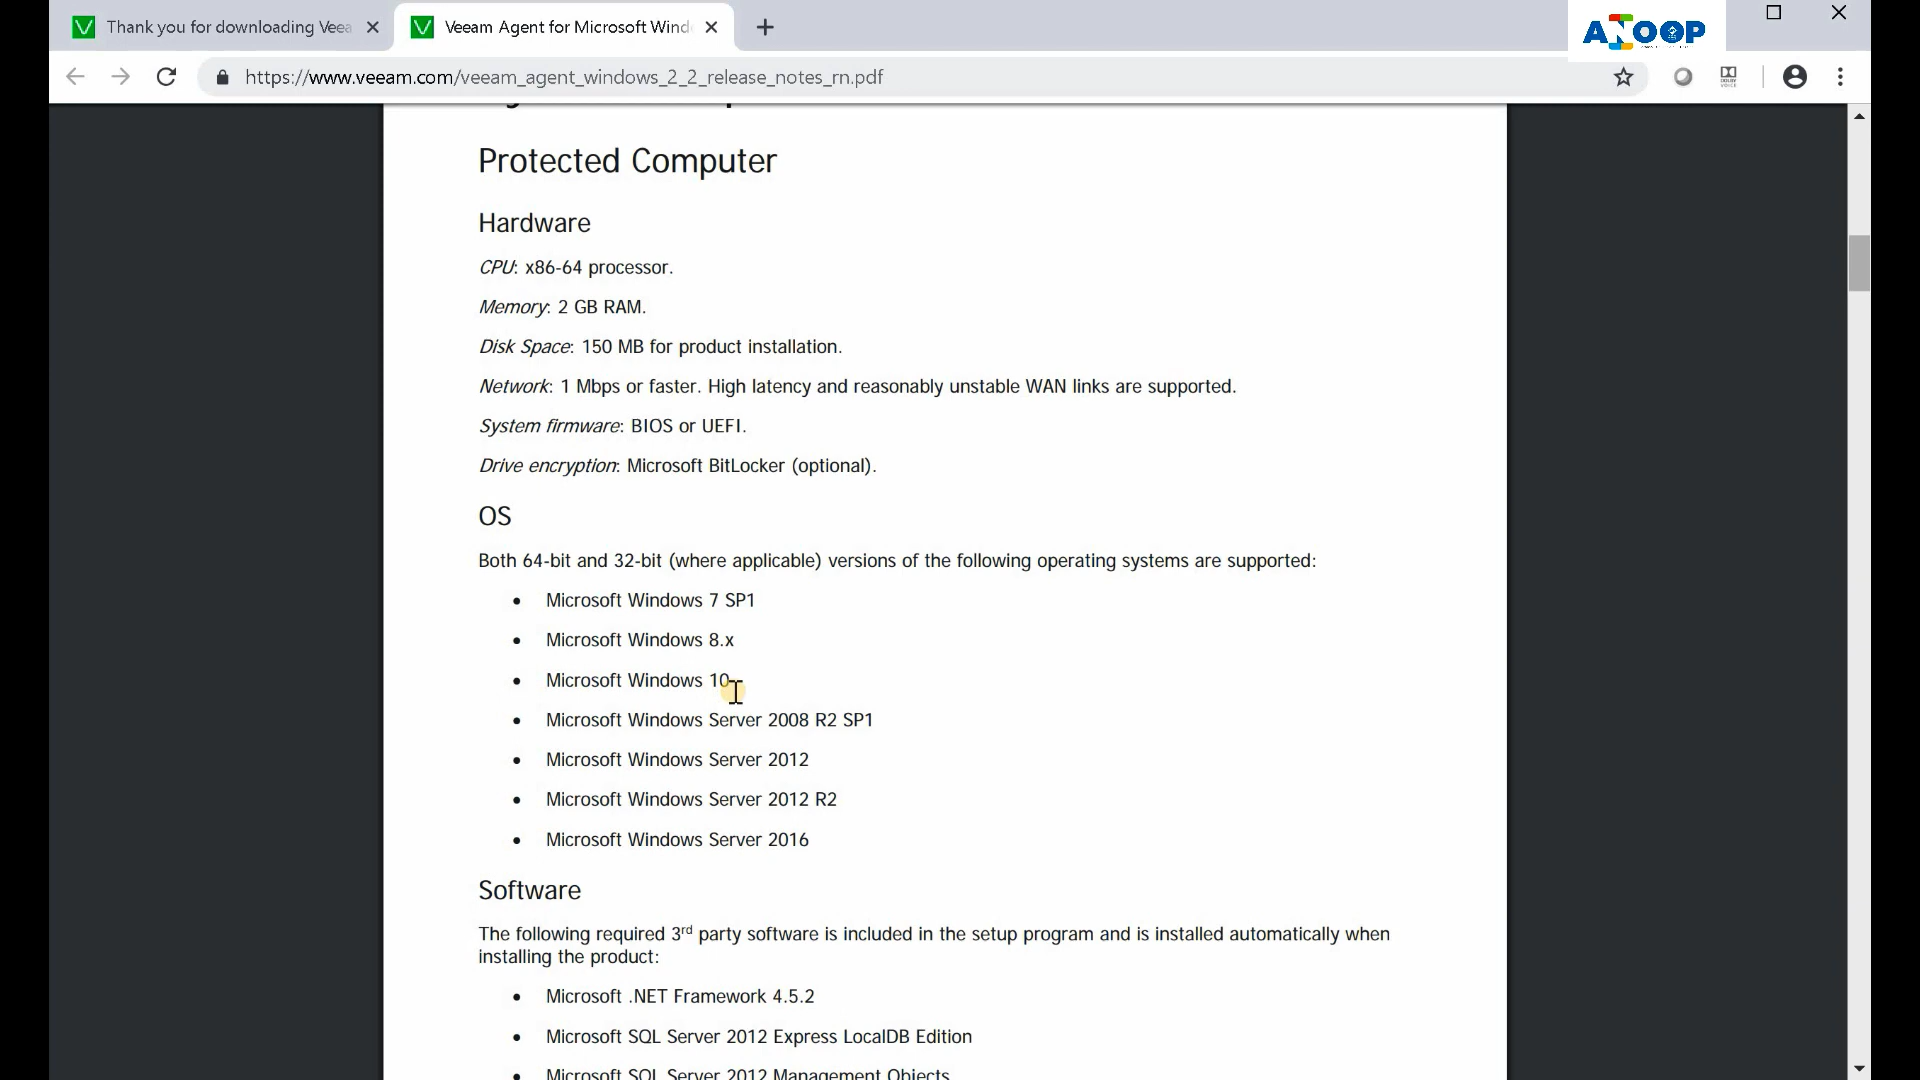 Thank you for downloading Veea
Veeam Agent for Microsoft Wind
ANOOP
https://www.veeam.com/veeam_agent_windows_2_2_release_notes_rn.pdf
Protected Computer
Hardware
CPU: x86-64 processor.
Memory: 2 GB RAM.
Disk Space: 150 MB for product installation.
Network: 1 Mbps or faster. High latency and reasonably unstable WAN links are supported.
System firmware: BIOS or UEFI.
Drive encryption: Microsoft BitLocker (optional).
OS
Both 64-bit and 32-bit (where applicable) versions of the following operating systems are supported:
• Microsoft Windows 7 SP1
• Microsoft Windows 8.x
• Microsoft Windows 10
• Microsoft Windows Server 2008 R2 SP1
• Microsoft Windows Server 2012
• Microsoft Windows Server 2012 R2
• Microsoft Windows Server 2016
Software
The following required 3rd party software is included in the setup program and is installed automatically when
installing the product:
• Microsoft .NET Framework 4.5.2
• Microsoft SQL Server 2012 Express LocalDB Edition
• Microsoft SQL Server 2012 Management Objects